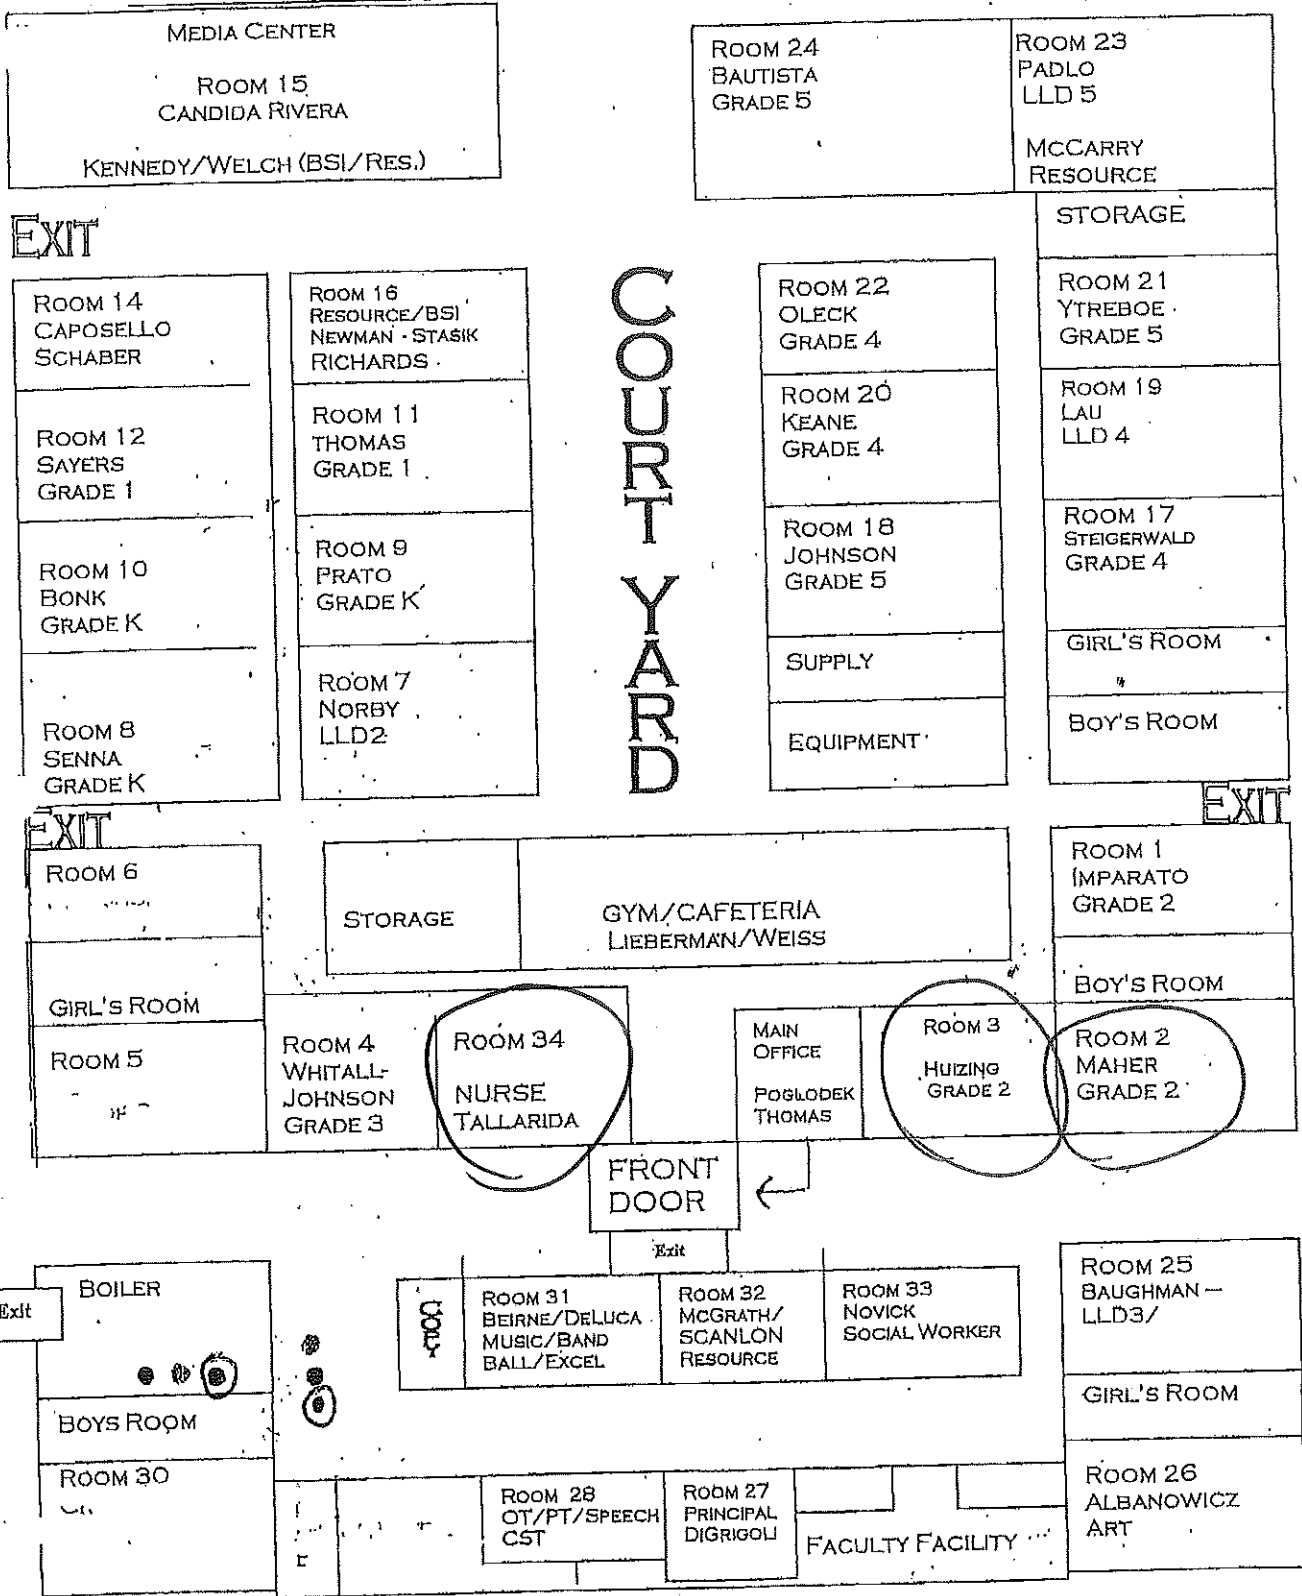 MEDIA CENTER
ROOM 15
CANDIDA RIVERA
KENNEDY/WELCH (BSI/RES.)
ROOM 24
BAUTISTA
GRADE 5
ROOM 23
PADLO
LLD 5
MCCARRY
RESOURCE
STORAGE
EXIT
ROOM 14
CAPOSELLO
SCHABER
ROOM 16
RESOURCE/BSI
NEWMAN - STASIK
RICHARDS
COURT YARD
ROOM 22
OLECK
GRADE 4
ROOM 21
YTREBOE
GRADE 5
ROOM 12
SAYERS
GRADE 1
ROOM 11
THOMAS
GRADE 1
ROOM 20
KEANE
GRADE 4
ROOM 19
LAU
LLD 4
ROOM 10
BONK
GRADE K
ROOM 9
PRATO
GRADE K
ROOM 18
JOHNSON
GRADE 5
ROOM 17
STEIGERWALD
GRADE 4
ROOM 8
SENNA
GRADE K
ROOM 7
NORBY
LLD2
SUPPLY
EQUIPMENT
GIRL'S ROOM
BOY'S ROOM
EXIT
EXIT
ROOM 6
STORAGE
GYM/CAFETERIA
LIEBERMAN/WEISS
ROOM 1
IMPARATO
GRADE 2
GIRL'S ROOM
BOY'S ROOM
ROOM 5
ROOM 4
WHITALL-
JOHNSON
GRADE 3
ROOM 34
NURSE
TALLARIDA
MAIN
OFFICE
POGLODEK
THOMAS
ROOM 3
HUIZING
GRADE 2
ROOM 2
MAHER
GRADE 2
FRONT
DOOR
Exit
Exit
BOILER
COPY
ROOM 31
BEIRNE/DELUCA
MUSIC/BAND
BALL/EXCEL
ROOM 32
MCGRATH/
SCANLON
RESOURCE
ROOM 33
NOVICK
SOCIAL WORKER
ROOM 25
BAUGHMAN –
LLD3/
BOYS ROOM
GIRL'S ROOM
ROOM 30
ROOM 28
OT/PT/SPEECH
CST
ROOM 27
PRINCIPAL
DIGRIGOLI
FACULTY FACILITY
ROOM 26
ALBANOWICZ
ART